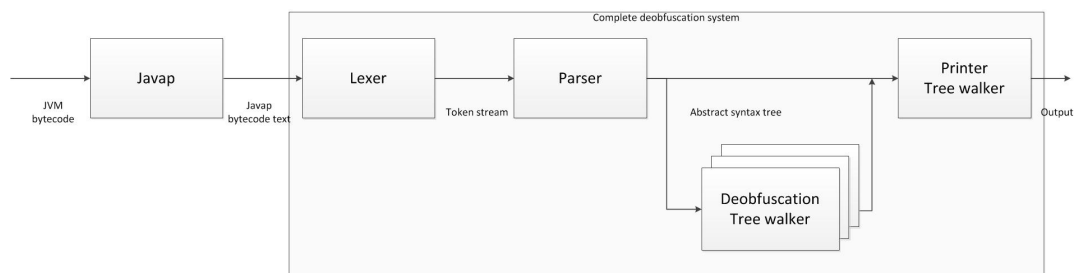 Complete deobfuscation system
Javap
Lexer
Parser
Printer
Tree walker
JVM
bytecode
Javap
bytecode text
Token stream
Abstract syntax tree
Output
Deobfuscation
Tree walker